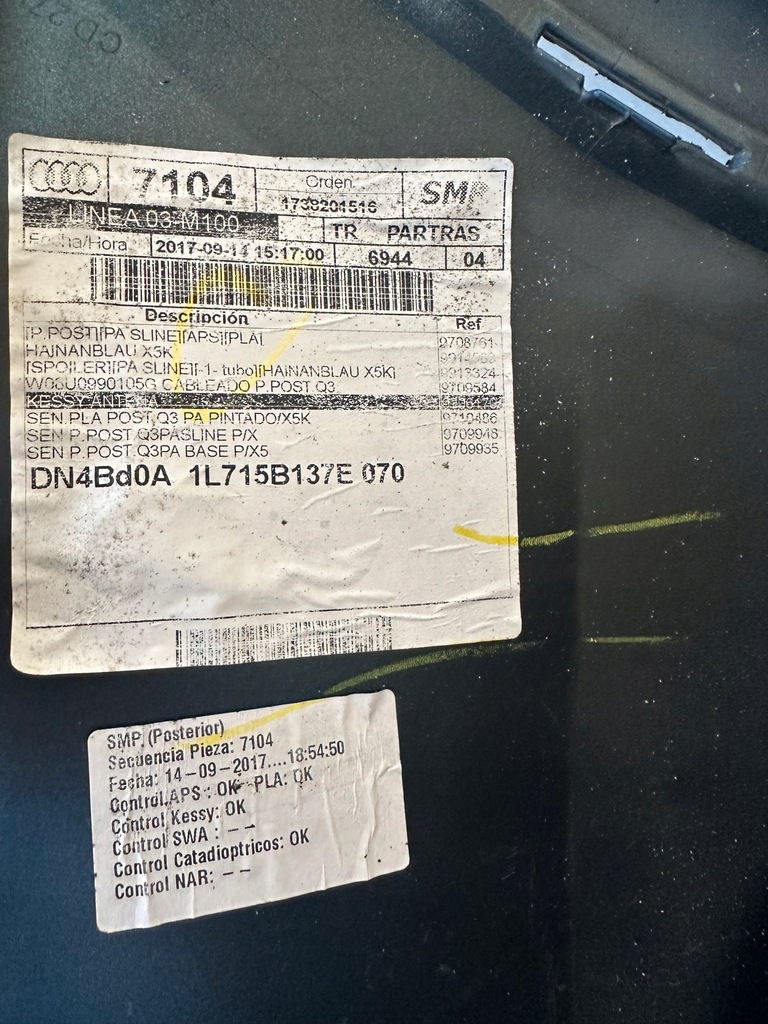 CD 27
7104
Orden
1738201516
SMP
LINEA 03-M100
TR PARTRAS
Fecha/Hora
2017-09-14 15:17:00
6944
04
Descripción
Ref
[P.POST][PA SLINE][APS][PLA]
9708761
HAINANBLAU X5K
[SPOILER][PA SLINE][-1- tubo][HAINANBLAU X5K]
9913324
CABLEADO P.POST Q3
9709584
SEN.PLA POST.Q3 PA PINTADO/X5K
9710486
SEN P.POST.Q3PASLINE P/X
9709948
SEN P.POST.Q3PA BASE P/X5
9709935
DN4Bd0A 1L715B137E 070
SMP. (Posterior)
Secuencia Pieza: 7104
Fecha: 14-09-2017....18:54:50
Control.APS : OK- PLA: OK
Control Kessy: OK
Control SWA : - -
Control Catadioptricos: OK
Control NAR: - -